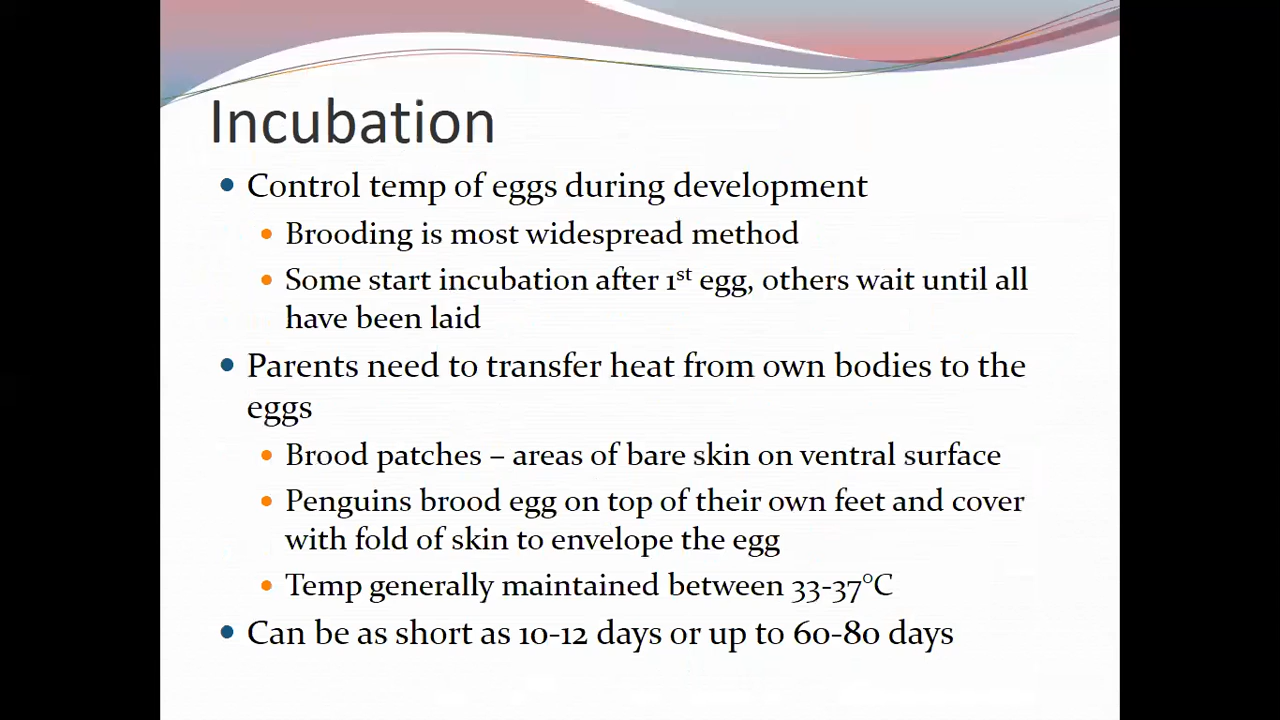 Incubation
Control temp of eggs during development
Brooding is most widespread method
Some start incubation after 1st egg, others wait until all
have been laid
Parents need to transfer heat from own bodies to the
eggs
Brood patches – areas of bare skin on ventral surface
Penguins brood egg on top of their own feet and cover
with fold of skin to envelope the egg
Temp generally maintained between 33-37°C
Can be as short as 10-12 days or up to 60-80 days